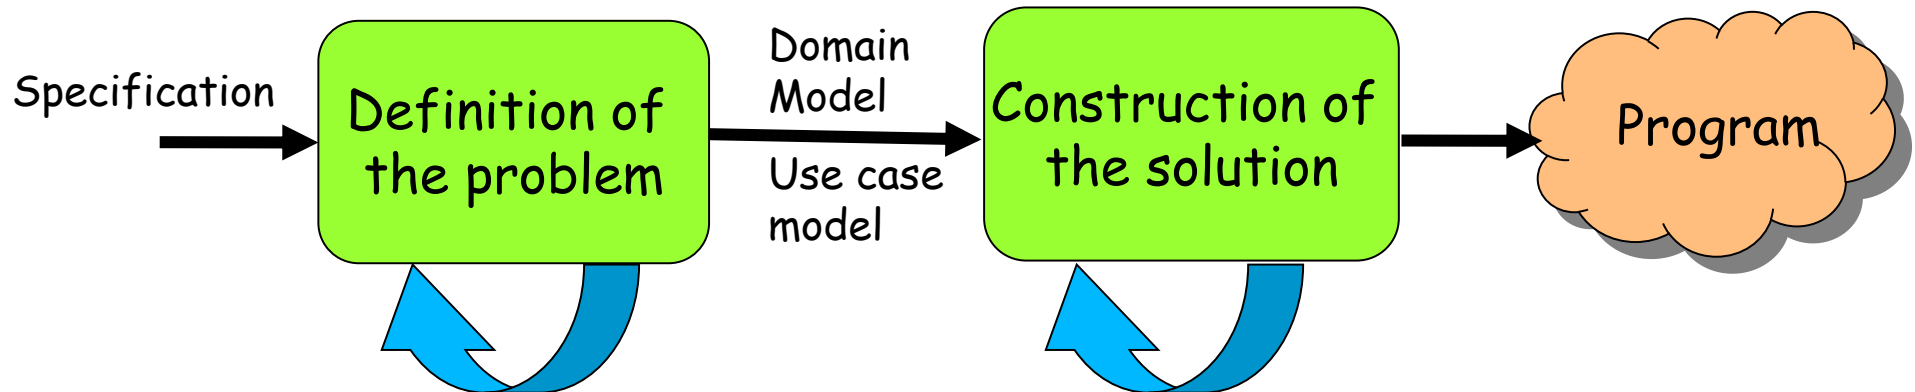 Specification
Definition of
the problem
Domain
Model
Use case
model
Construction of
the solution
Program